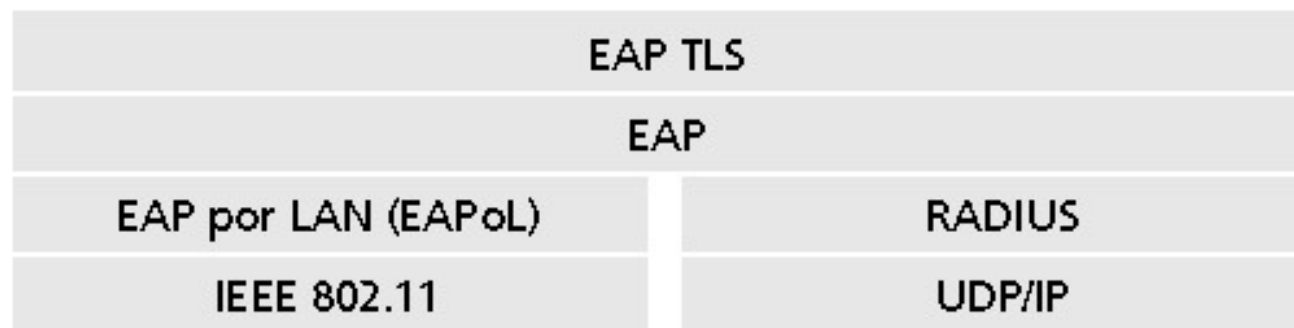 EAP TLS
EAP
EAP por LAN (EAPoL)
RADIUS
IEEE 802.11
UDP/IP